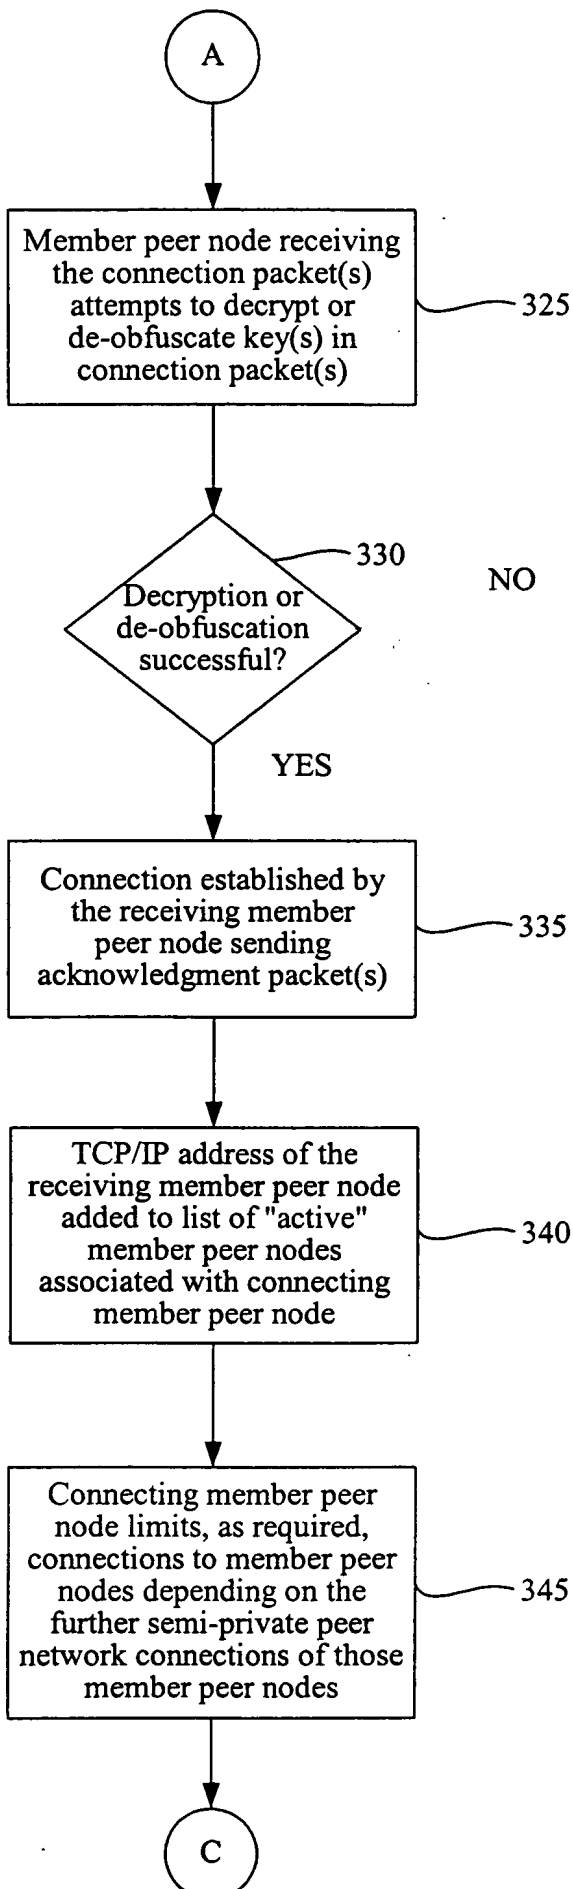 A
Member peer node receiving
the connection packet(s)
attempts to decrypt or
de-obfuscate key(s) in
connection packet(s)
325
330
NO
Decryption or
de-obfuscation
successful?
YES
Connection established by
the receiving member
peer node sending
acknowledgment packet(s)
335
TCP/IP address of the
receiving member peer node
added to list of "active"
member peer nodes
associated with connecting
member peer node
340
Connecting member peer
node limits, as required,
connections to member peer
nodes depending on the
further semi-private peer
network connections of those
member peer nodes
345
C